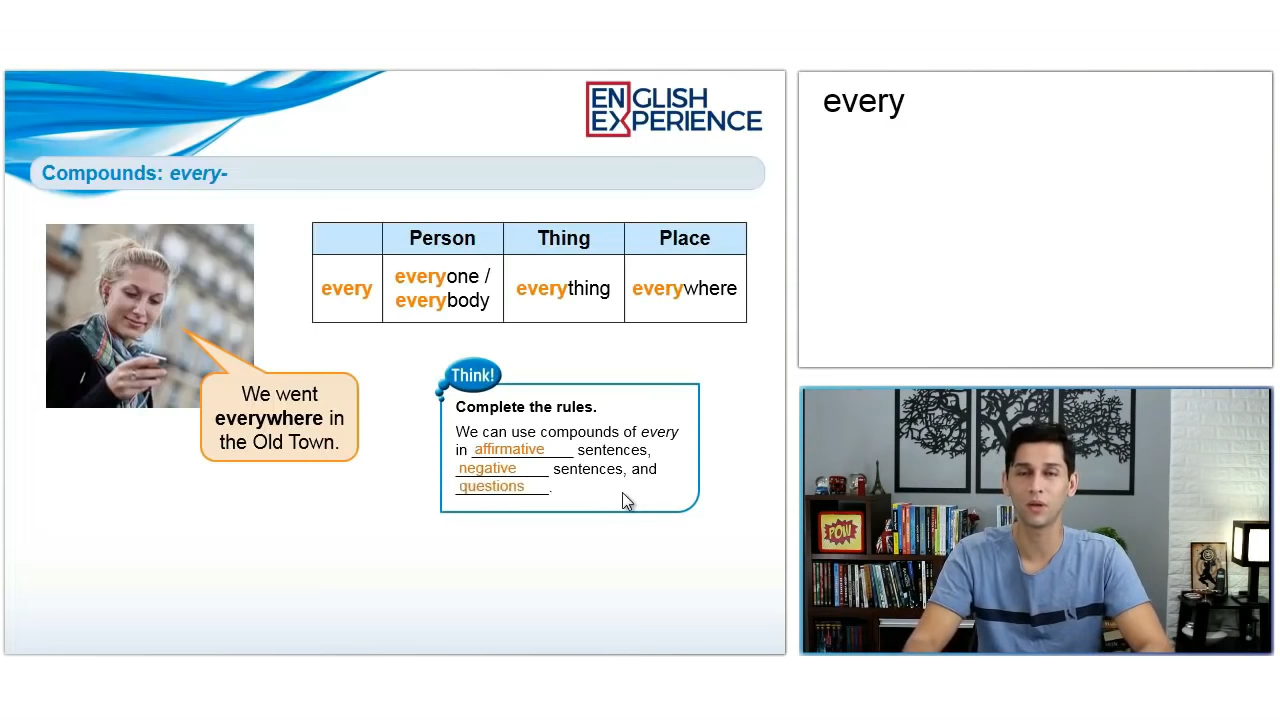 ENGLISH
EXPERIENCE
Compounds: every-
Person Thing Place
every everyone / everybody everything everywhere
We went
everywhere in
the Old Town.
Think!
Complete the rules.
We can use compounds of every
in affirmative sentences,
negative sentences, and
questions.
every
POW